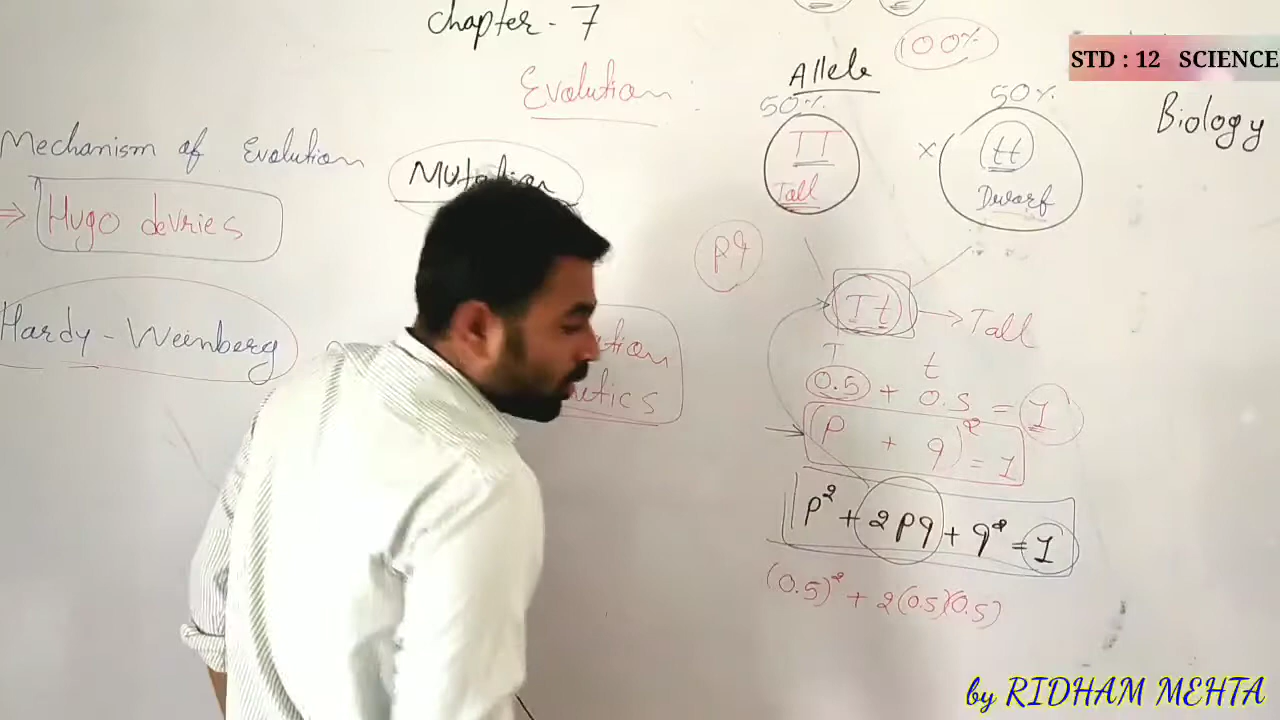 chapter - 7
Evolution :
Mechanism of Evolution
Mutation
⇒ Hugo devries
Hardy - Weinberg
100%
Allele
50%
50%
TT
Tall
×
tt
Dwarf
pq
Tt → Tall
T t
0.5 + 0.5 = 1
(p + q)² = 1
p² + 2pq + q² = 1
(0.5)² + 2(0.5)(0.5)
STD : 12 SCIENCE
Biology
by RIDHAM MEHTA